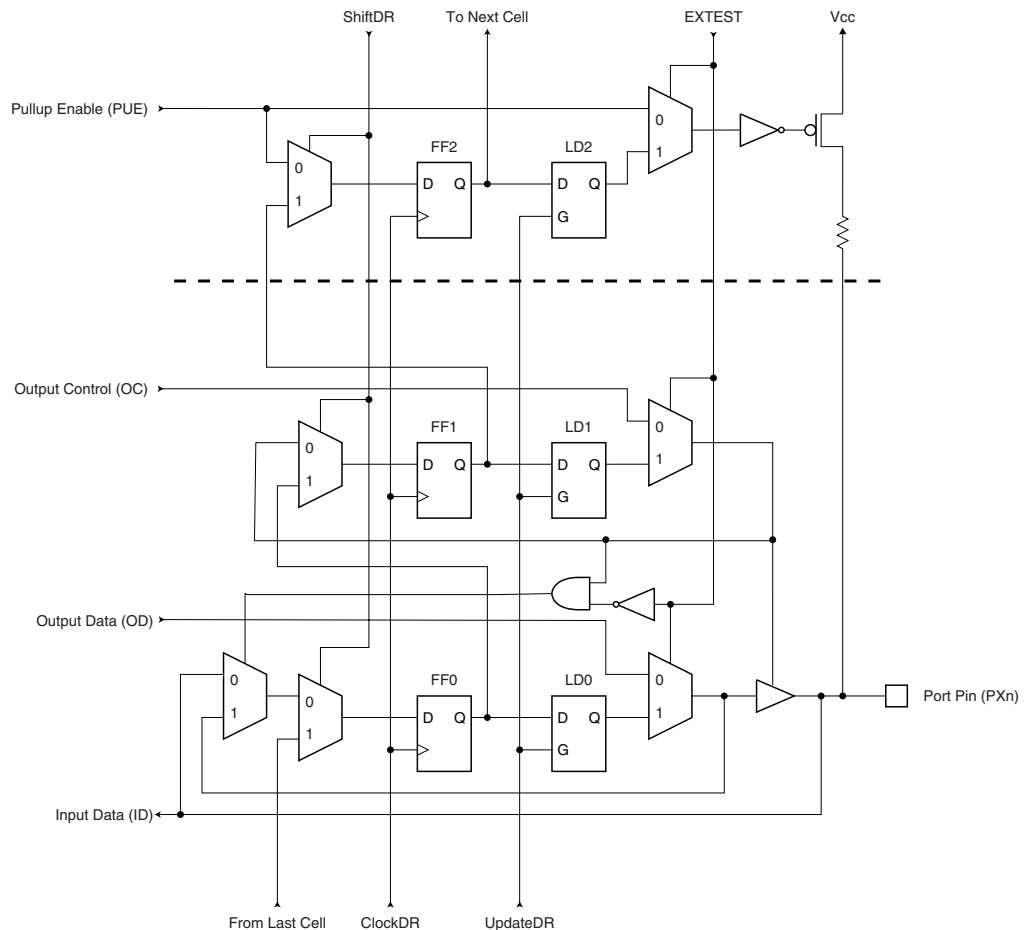 ShiftDR
To Next Cell
EXTEST
Vcc
Pullup Enable (PUE)
0
1
FF2
D Q
LD2
D Q
G
0
1
Output Control (OC)
0
1
FF1
D Q
LD1
D Q
G
0
1
Output Data (OD)
0
1
0
1
FF0
D Q
LD0
D Q
G
0
1
Port Pin (PXn)
Input Data (ID)
From Last Cell
ClockDR
UpdateDR